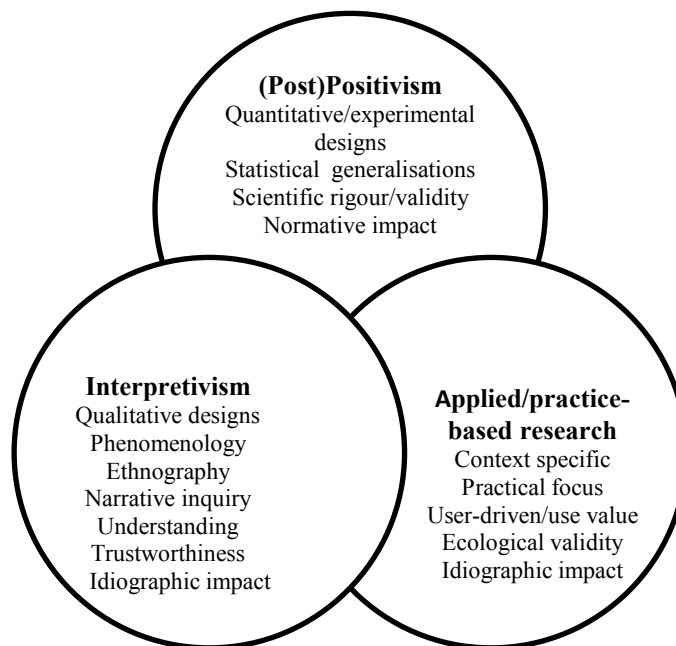 (Post)Positivism
Quantitative/experimental
designs
Statistical generalisations
Scientific rigour/validity
Normative impact
Interpretivism
Qualitative designs
Phenomenology
Ethnography
Narrative inquiry
Understanding
Trustworthiness
Idiographic impact
Applied/practice-
based research
Context specific
Practical focus
User-driven/use value
Ecological validity
Idiographic impact